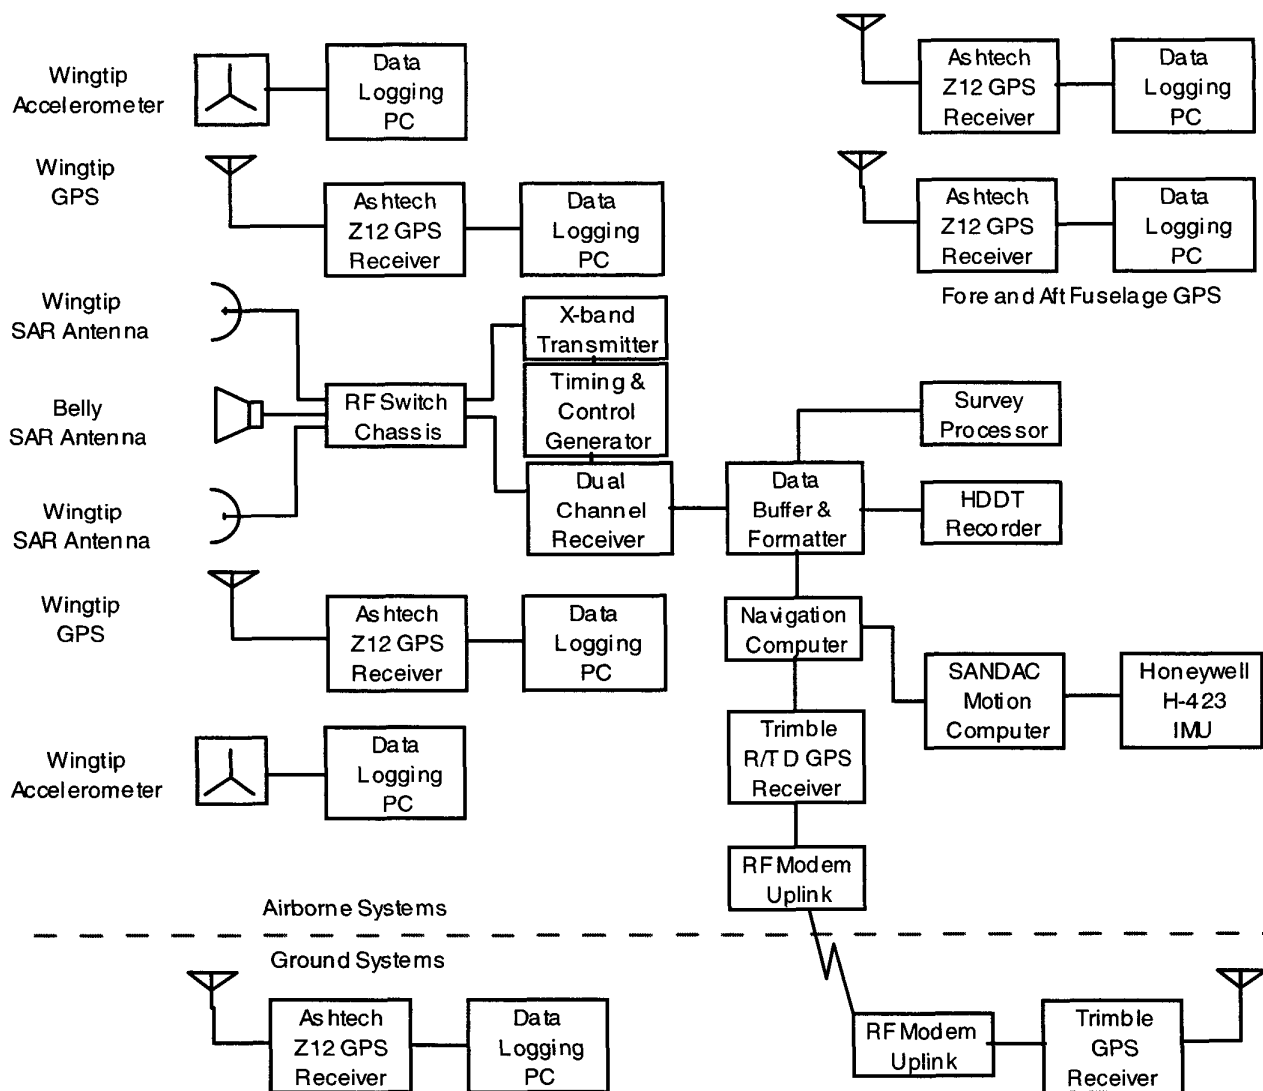 Wingtip
Accelerometer
Data
Logging
PC
Ashtech
Z12 GPS
Receiver
Data
Logging
PC
Wingtip
GPS
Ashtech
Z12 GPS
Receiver
Data
Logging
PC
Ashtech
Z12 GPS
Receiver
Data
Logging
PC
Fore and Aft Fuselage GPS
Wingtip
SAR Antenna
X-band
Transmitter
Belly
SAR Antenna
RF Switch
Chassis
Timing &
Control
Generator
Survey
Processor
Wingtip
SAR Antenna
Dual
Channel
Receiver
Data
Buffer &
Formatter
HDDT
Recorder
Wingtip
GPS
Ashtech
Z12 GPS
Receiver
Data
Logging
PC
Navigation
Computer
SANDAC
Motion
Computer
Honeywell
H-423
IMU
Wingtip
Accelerometer
Data
Logging
PC
Trimble
R/TD GPS
Receiver
RF Modem
Uplink
Airborne Systems
Ground Systems
Ashtech
Z12 GPS
Receiver
Data
Logging
PC
RF Modem
Uplink
Trimble
GPS
Receiver